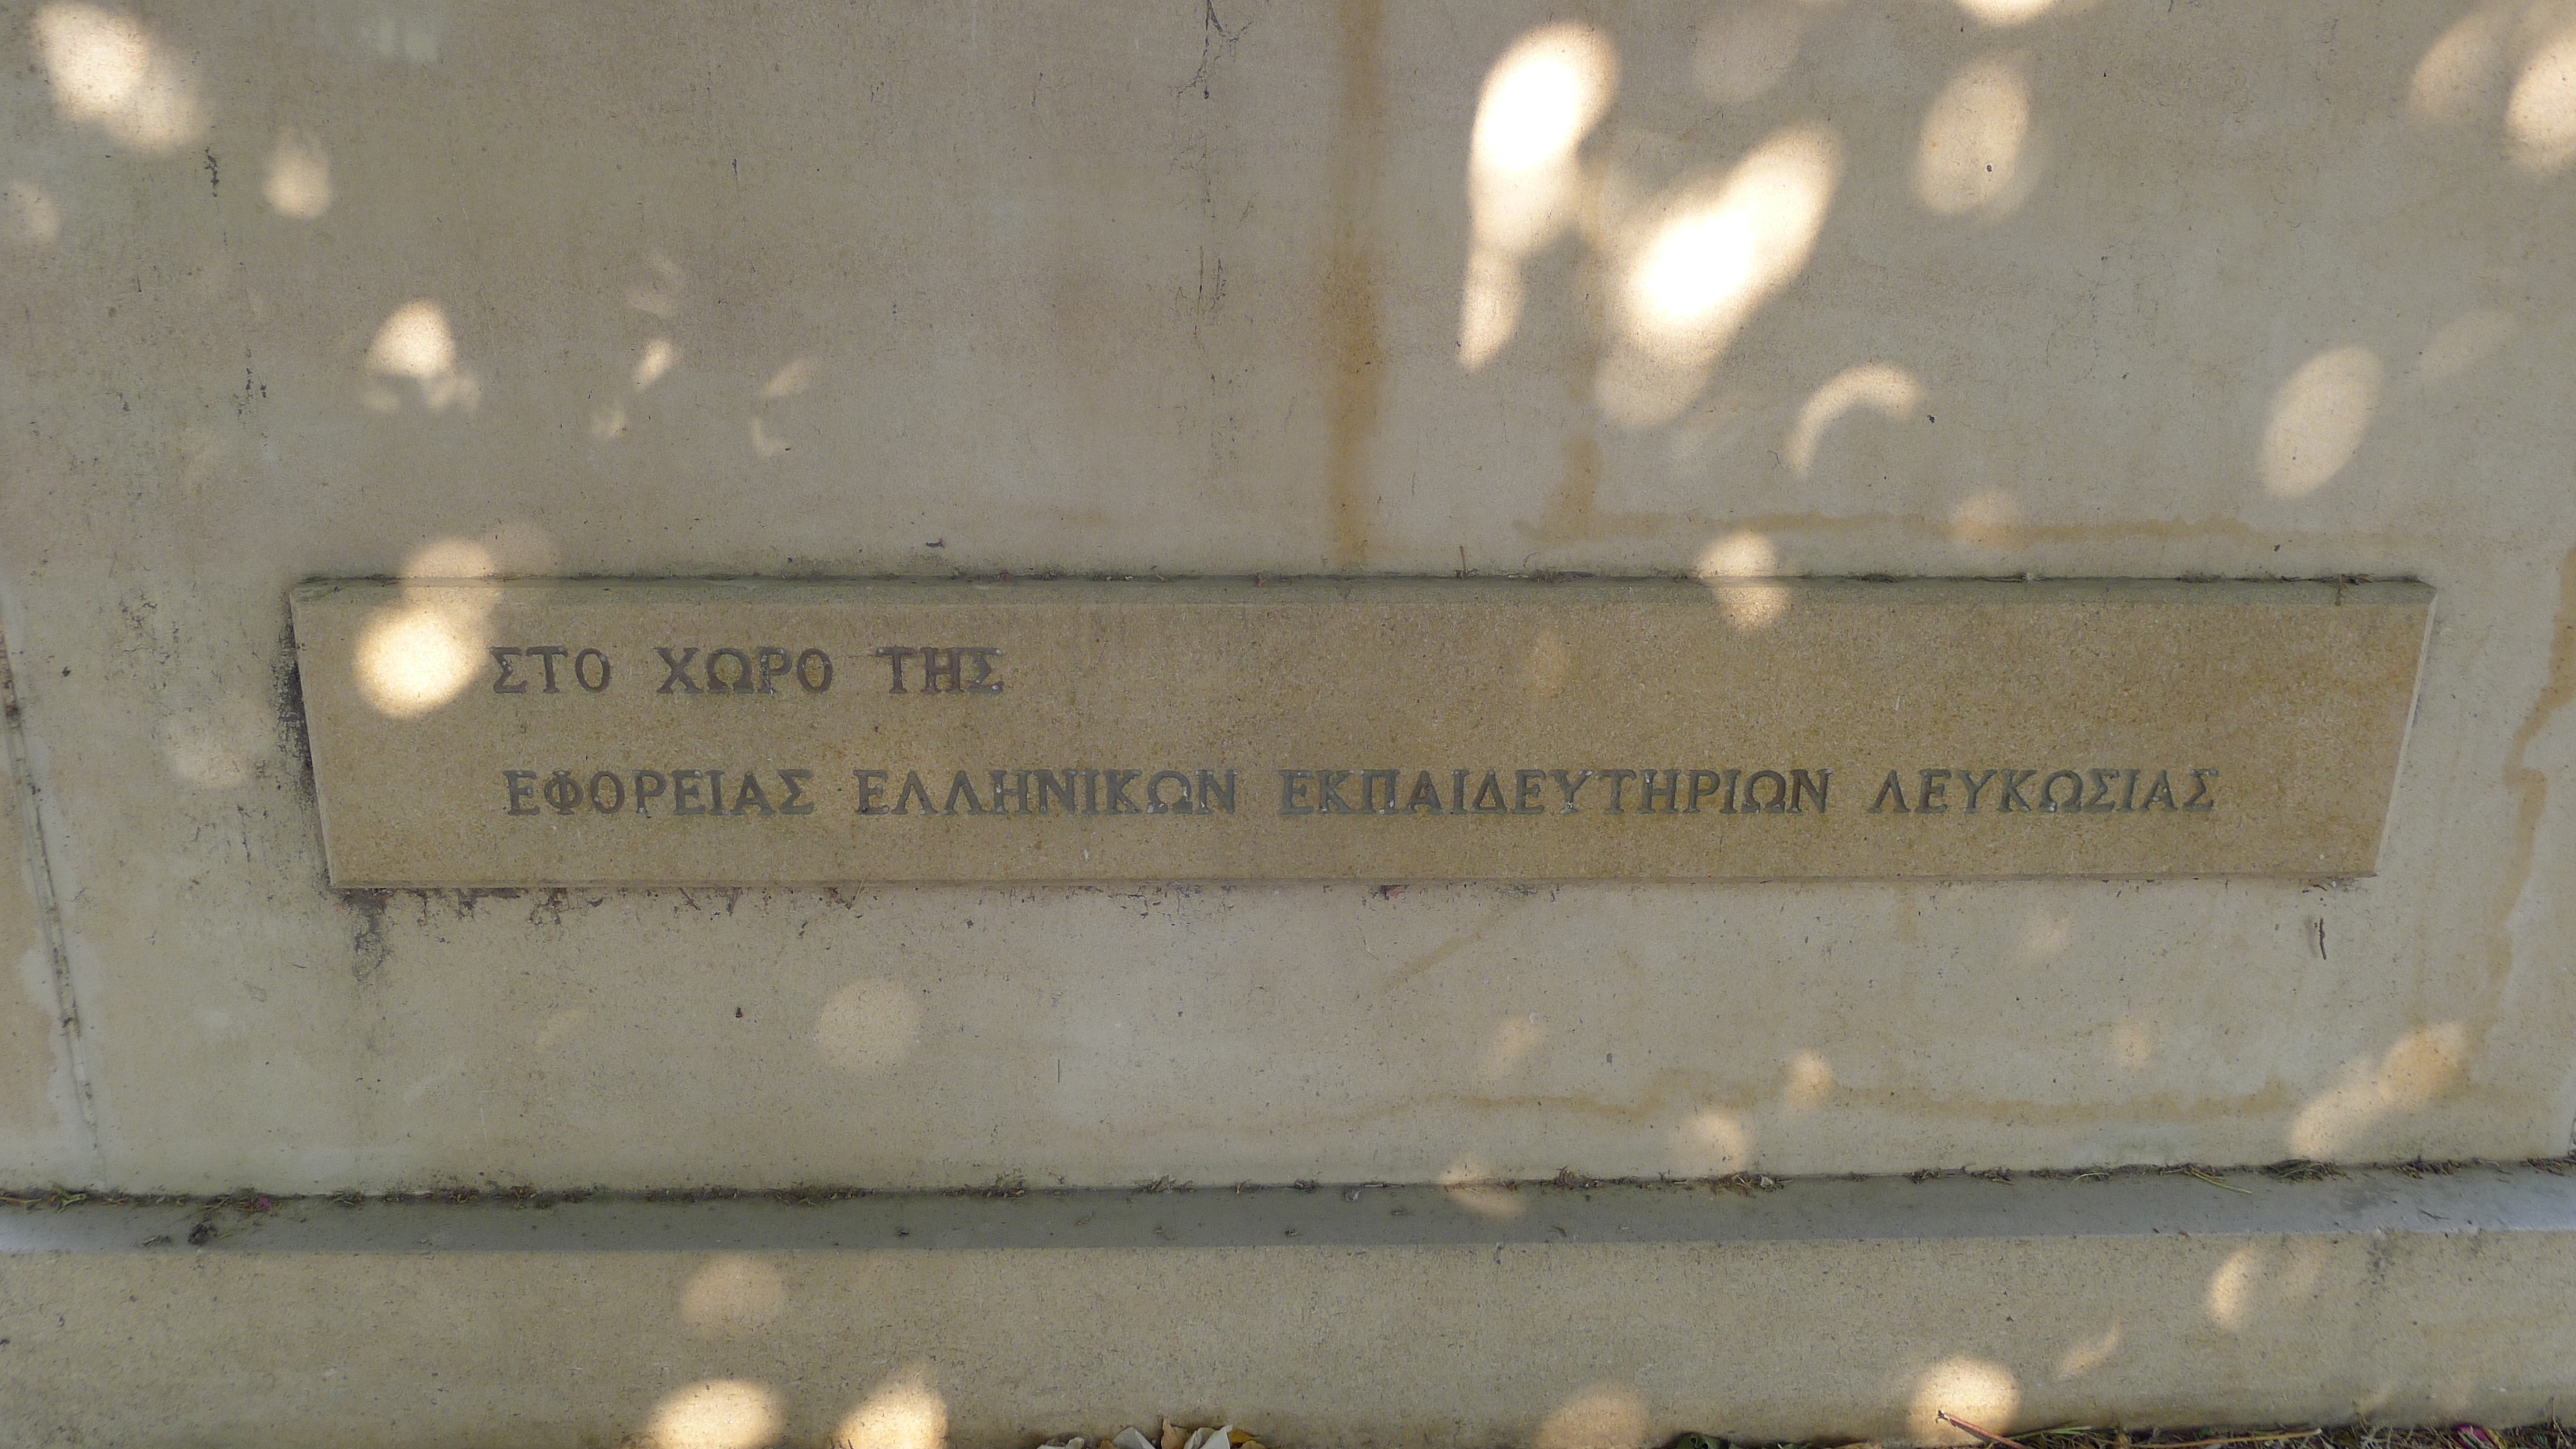 ΣΤΟ ΧΩΡΟ ΤΗΣ
ΕΦΟΡΕΙΑΣ ΕΛΛΗΝΙΚΩΝ ΕΚΠΑΙΔΕΥΤΗΡΙΩΝ ΛΕΥΚΩΣΙΑΣ